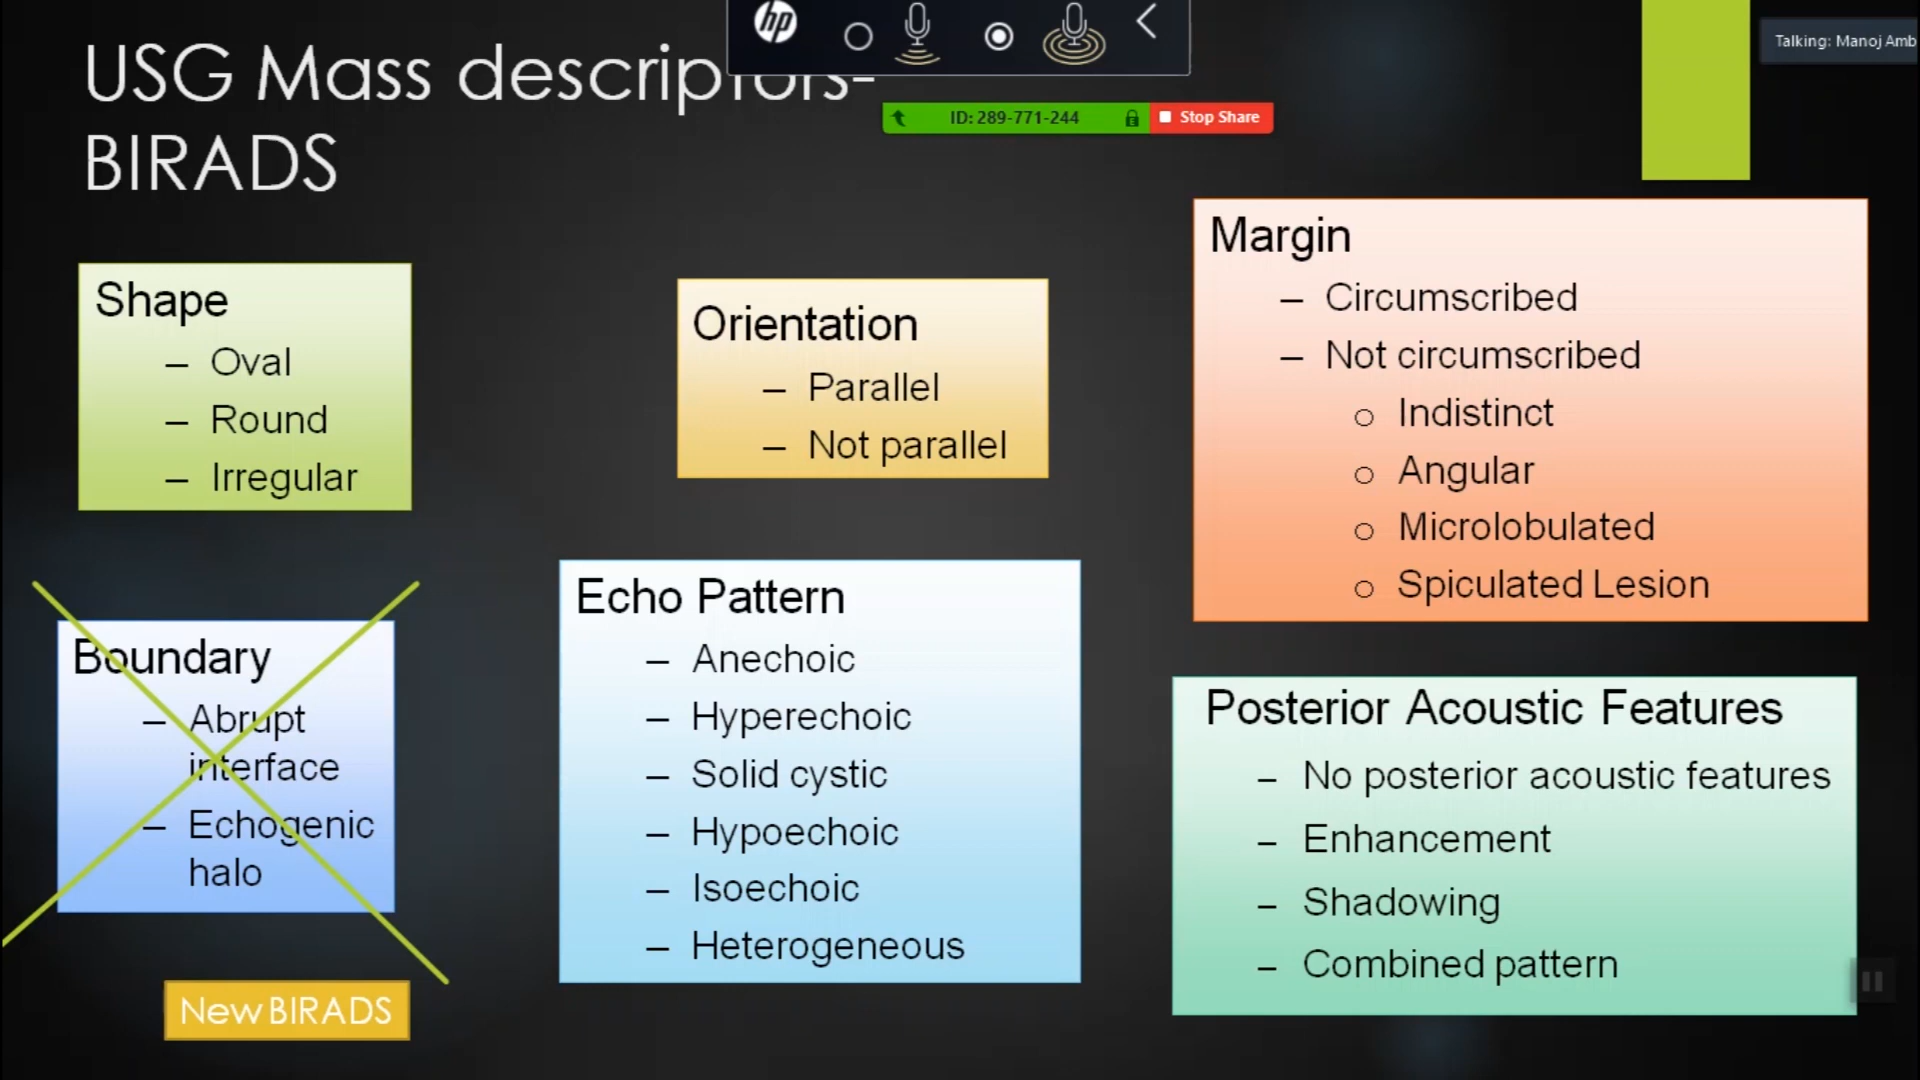 hp
Talking: Manoj Amb
USG Mass descriptors-
BIRADS
ID: 289-771-244
Stop Share
Shape
– Oval
– Round
– Irregular
Orientation
– Parallel
– Not parallel
Margin
– Circumscribed
– Not circumscribed
o Indistinct
o Angular
o Microlobulated
o Spiculated Lesion
Boundary
– Abrupt
interface
– Echogenic
halo
New BIRADS
Echo Pattern
– Anechoic
– Hyperechoic
– Solid cystic
– Hypoechoic
– Isoechoic
– Heterogeneous
Posterior Acoustic Features
– No posterior acoustic features
– Enhancement
– Shadowing
– Combined pattern